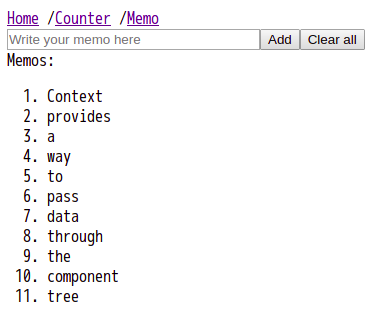 Home /Counter /Memo
Write your memo here Add Clear all
Memos:
1. Context
2. provides
3. a
4. way
5. to
6. pass
7. data
8. through
9. the
10. component
11. tree